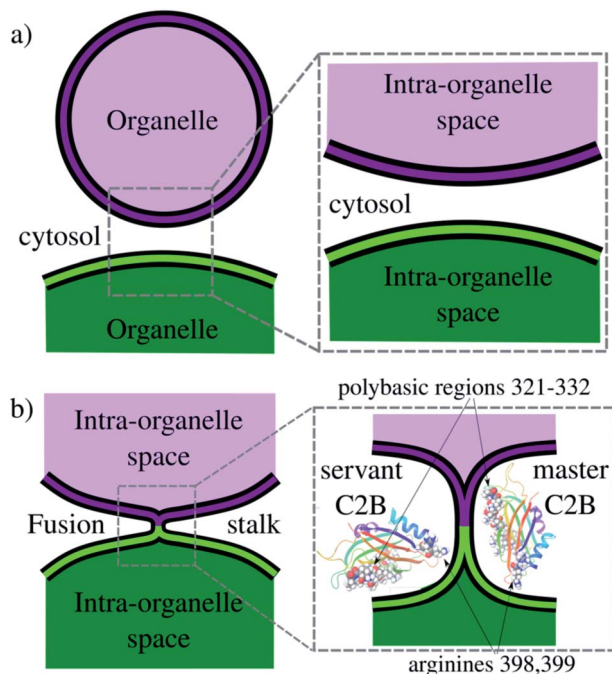 a)
Organelle
cytosol
Organelle
Intra-organelle
space
cytosol
Intra-organelle
space
b)
Intra-organelle
space
Fusion
stalk
Intra-organelle
space
polybasic regions 321-332
servant
C2B
master
C2B
arginines 398,399